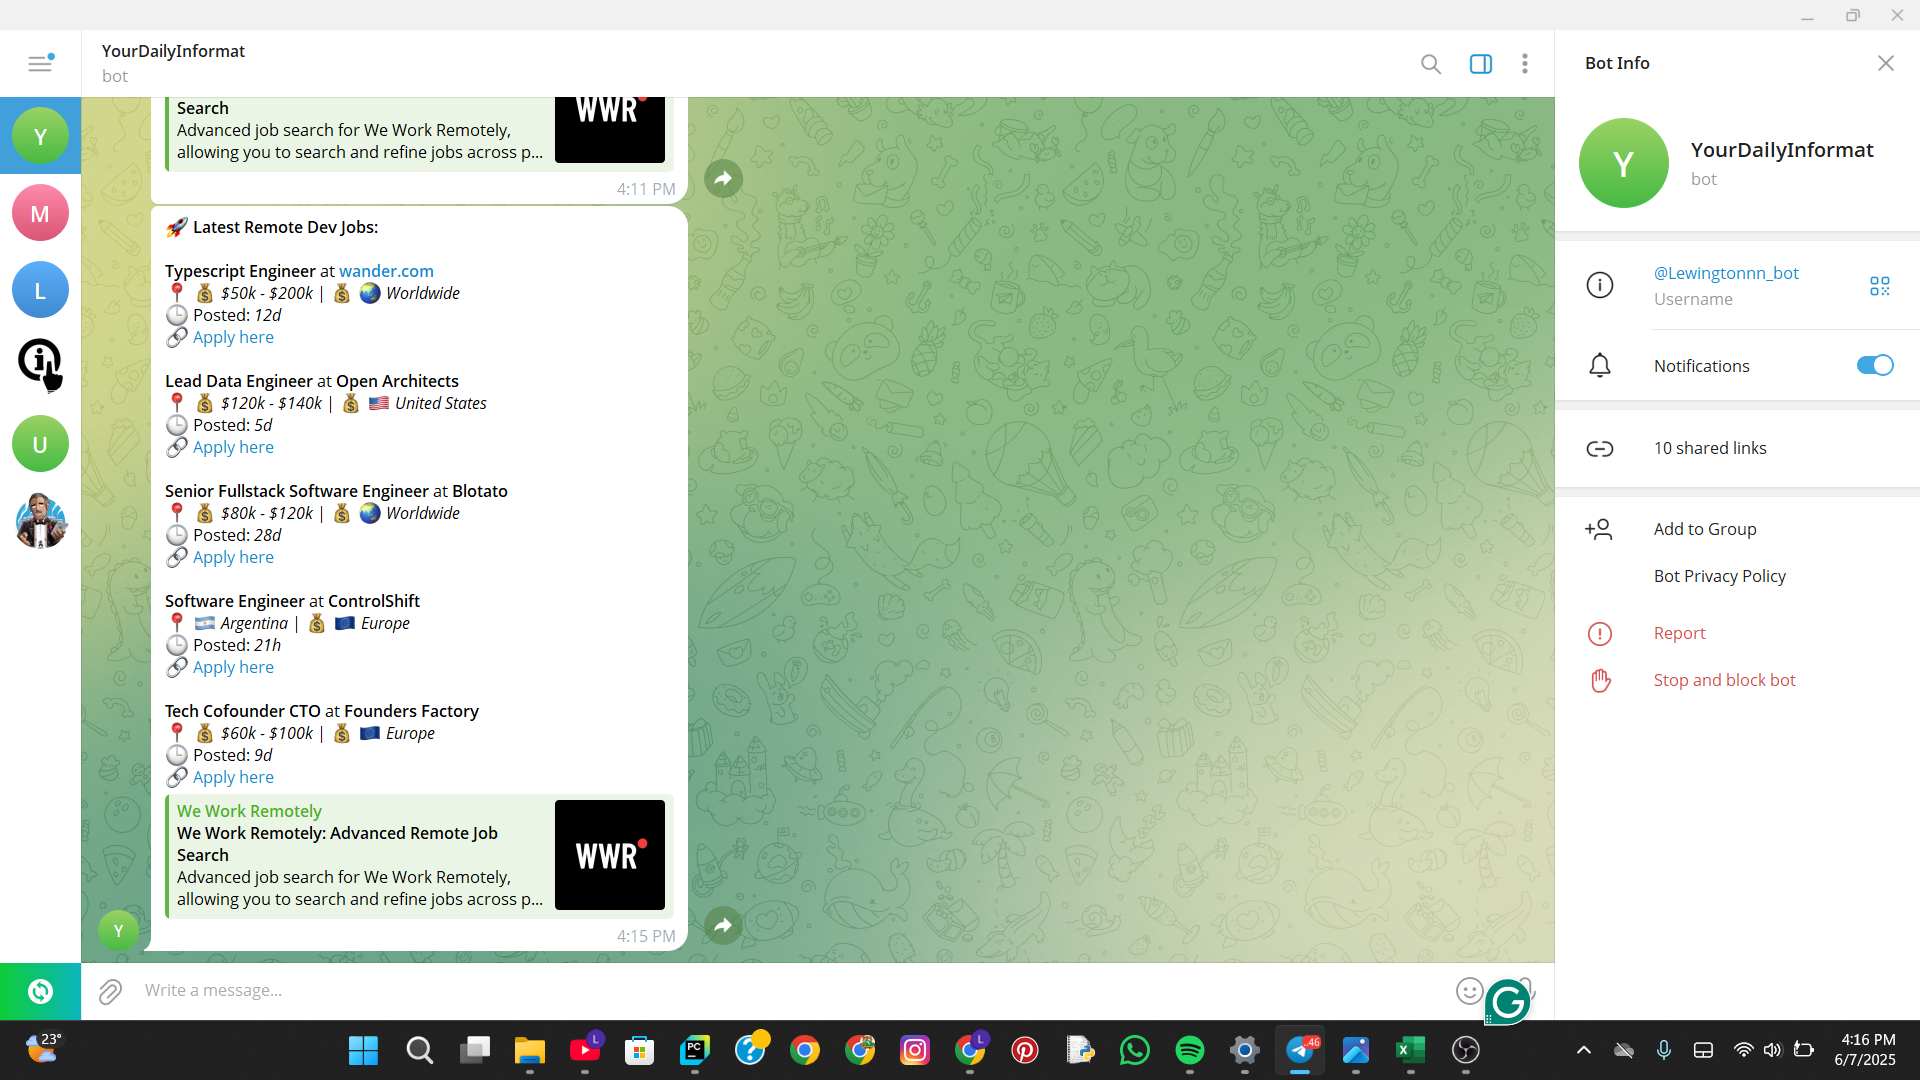 YourDailyInformat
bot
Search
Advanced job search for We Work Remotely,
allowing you to search and refine jobs across p...
WWR
4:11 PM
🚀 Latest Remote Dev Jobs:
Typescript Engineer at wander.com
📍 💰 $50k - $200k | 💰 🌏 Worldwide
🕒 Posted: 12d
🔗 Apply here
Lead Data Engineer at Open Architects
📍 💰 $120k - $140k | 💰 🇺🇸 United States
🕒 Posted: 5d
🔗 Apply here
Senior Fullstack Software Engineer at Blotato
📍 💰 $80k - $120k | 💰 🌏 Worldwide
🕒 Posted: 28d
🔗 Apply here
Software Engineer at ControlShift
📍 🇦🇷 Argentina | 💰 🇪🇺 Europe
🕒 Posted: 21h
🔗 Apply here
Tech Cofounder CTO at Founders Factory
📍 💰 $60k - $100k | 💰 🇪🇺 Europe
🕒 Posted: 9d
🔗 Apply here
We Work Remotely
We Work Remotely: Advanced Remote Job
Search
Advanced job search for We Work Remotely,
allowing you to search and refine jobs across p...
WWR
4:15 PM
Write a message...
Y
M
L
U
Y
Bot Info
Y
YourDailyInformat
bot
@Lewingtonnn_bot
Username
Notifications
10 shared links
Add to Group
Bot Privacy Policy
Report
Stop and block bot
G
23°
L
PC
L
..46
4:16 PM
6/7/2025